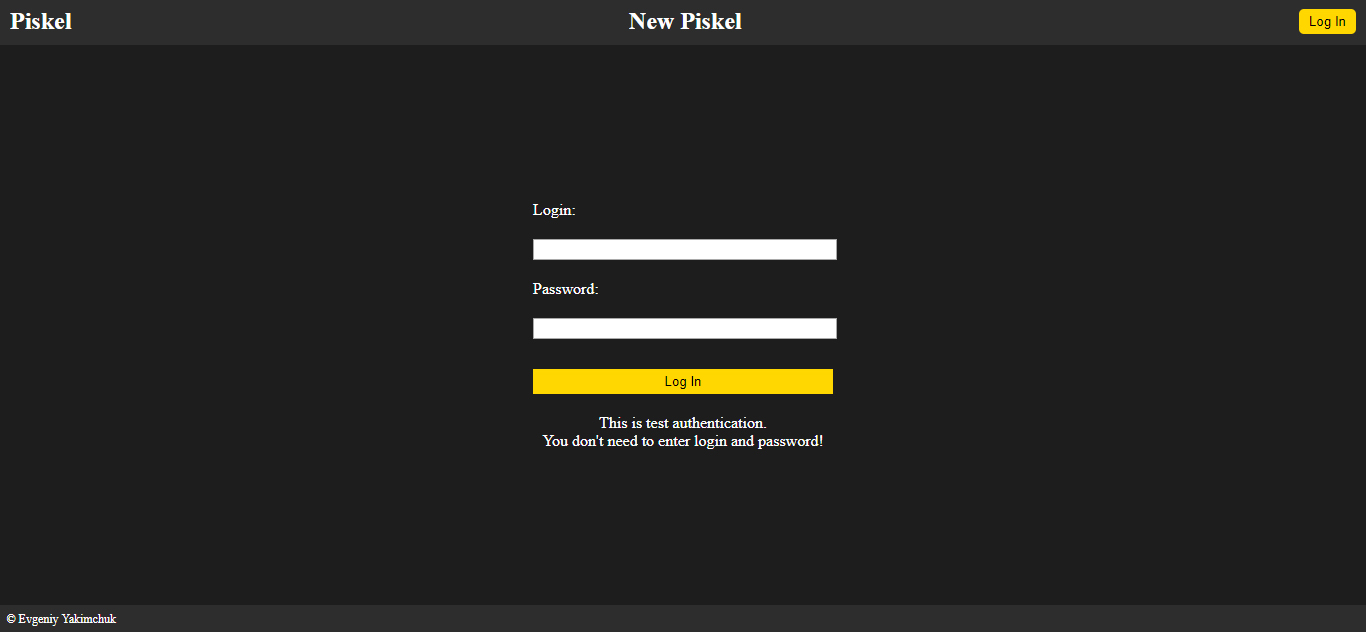 Piskel
New Piskel
Log In
Login:
Password:
Log In
This is test authentication.
You don't need to enter login and password!
© Evgeniy Yakimchuk